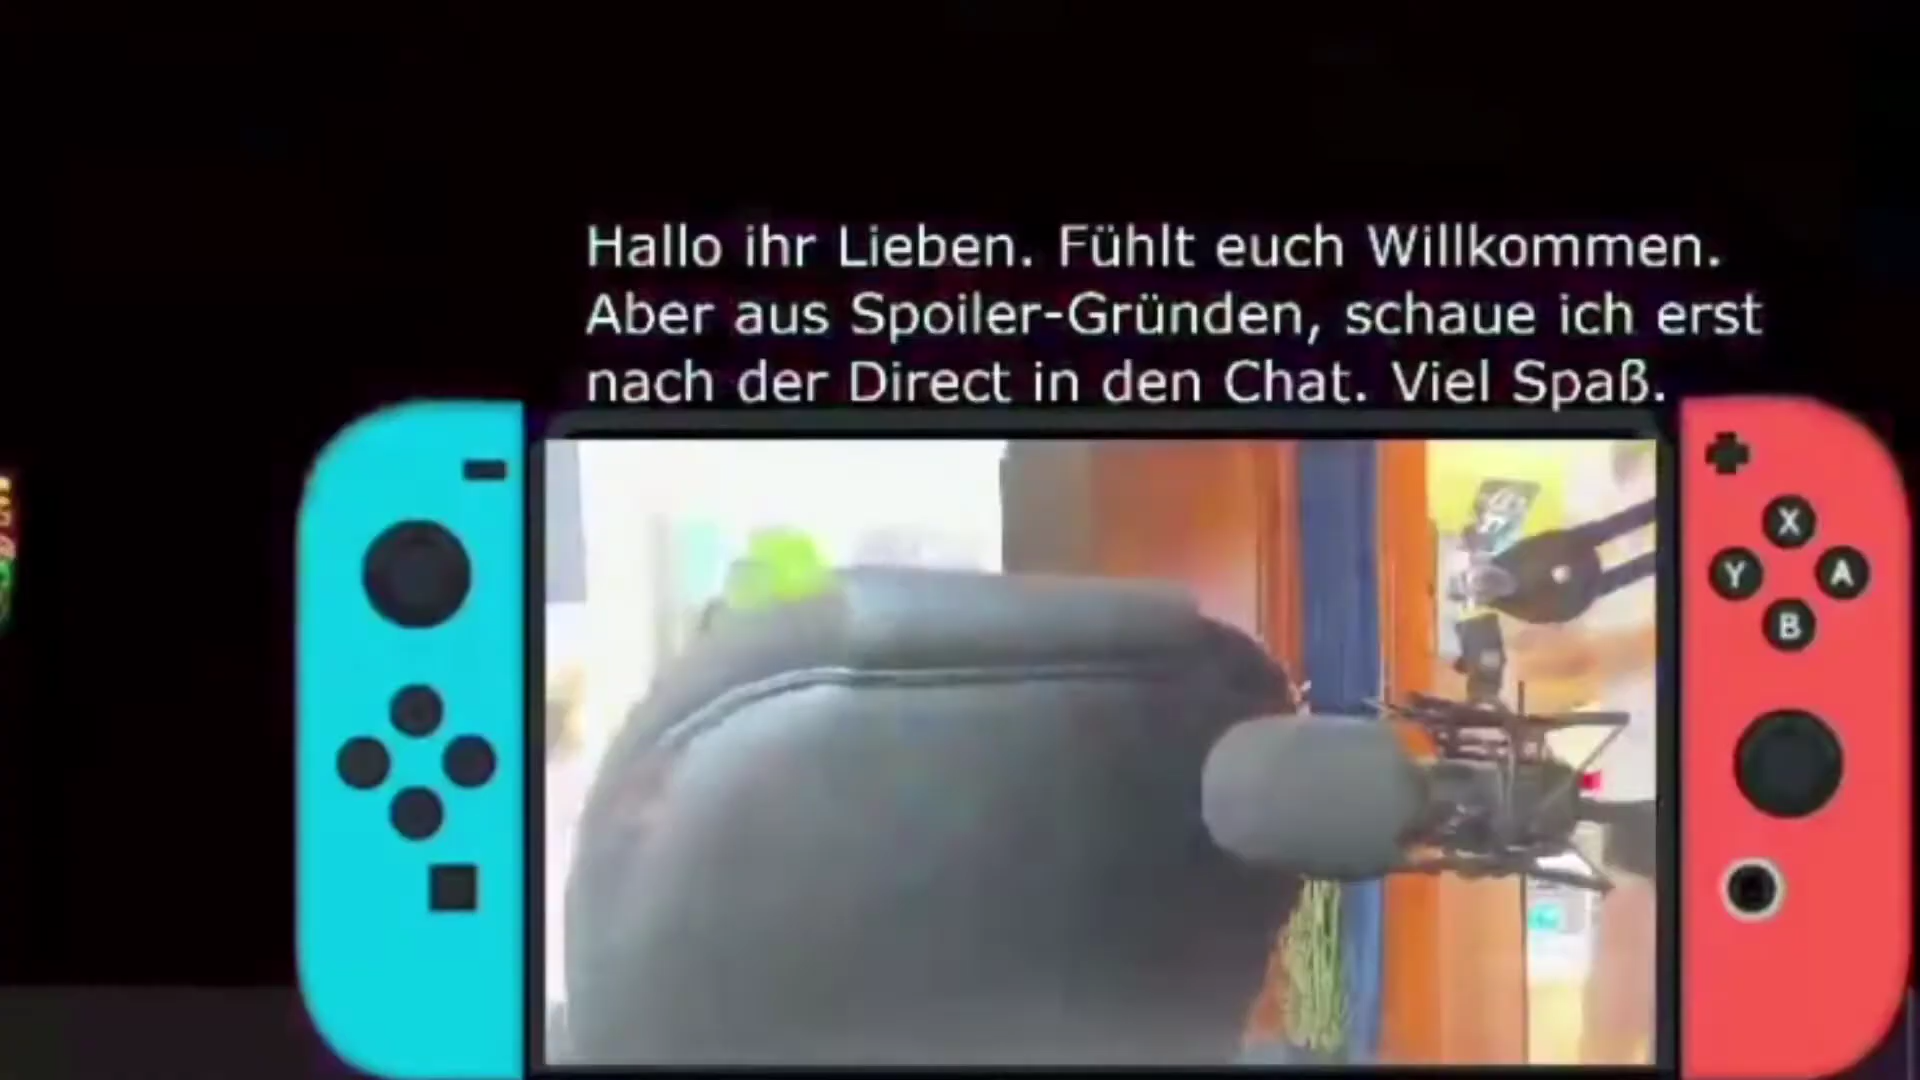 Hallo ihr Lieben. Fühlt euch Willkommen.
Aber aus Spoiler-Gründen, schaue ich erst
nach der Direct in den Chat. Viel Spaß.
X
Y A
B